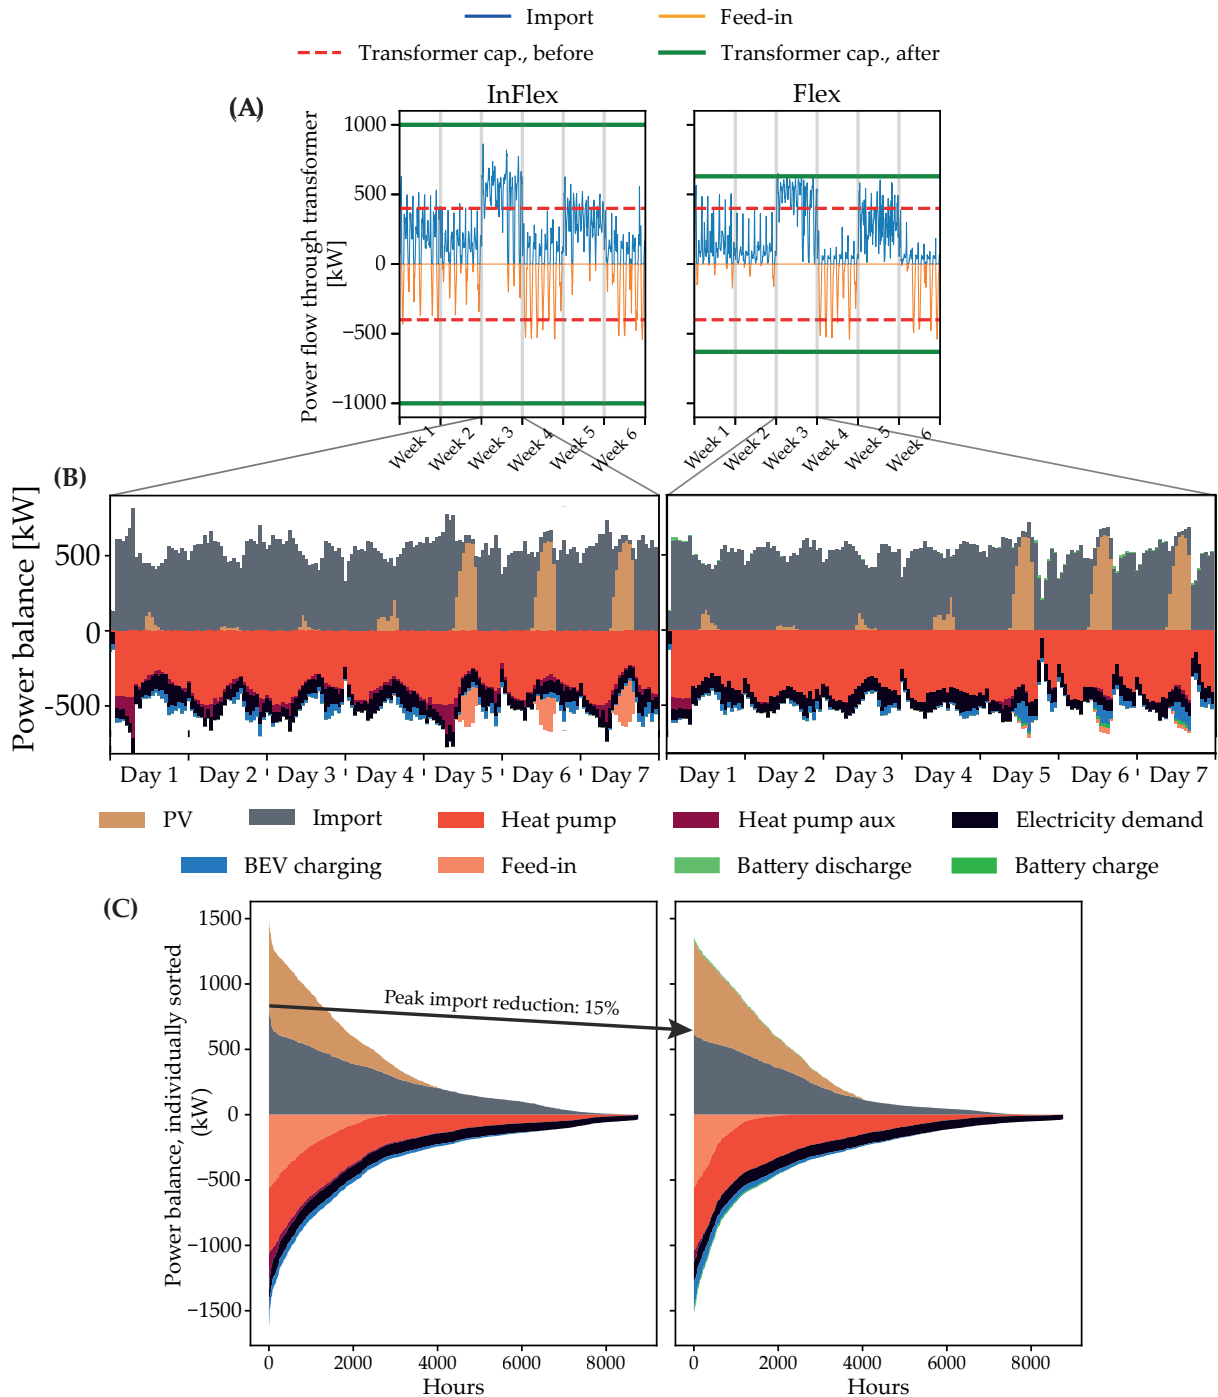 Import
Feed-in
Transformer cap., before
Transformer cap., after
(A)
InFlex
Flex
Power flow through transformer
[kW]
1000
500
0
−500
−1000
Week 1
Week 2
Week 3
Week 4
Week 5
Week 6
Week 1
Week 2
Week 3
Week 4
Week 5
Week 6
(B)
Power balance [kW]
500
0
-500
Day 1
Day 2
Day 3
Day 4
Day 5
Day 6
Day 7
Day 1
Day 2
Day 3
Day 4
Day 5
Day 6
Day 7
PV
Import
Heat pump
Heat pump aux
Electricity demand
BEV charging
Feed-in
Battery discharge
Battery charge
(C)
Power balance, individually sorted
(kW)
1500
1000
500
0
−500
−1000
−1500
Peak import reduction: 15%
0
2000
4000
6000
8000
0
2000
4000
6000
8000
Hours
Hours